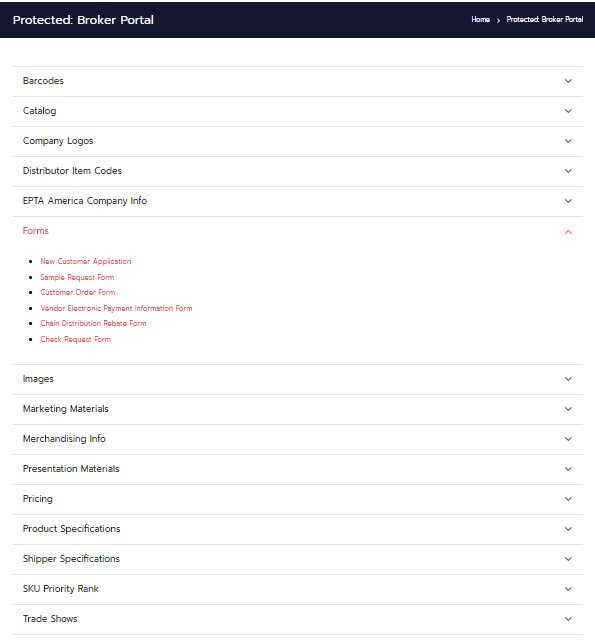 Protected: Broker Portal
Home › Protected: Broker Portal
Barcodes
Catalog
Company Logos
Distributor Item Codes
EPTA America Company Info
Forms
New Customer Application
Sample Request Form
Customer Order Form
Vendor Electronic Payment Information Form
Chain Distribution Rebate Form
Check Request Form
Images
Marketing Materials
Merchandising Info
Presentation Materials
Pricing
Product Specifications
Shipper Specifications
SKU Priority Rank
Trade Shows